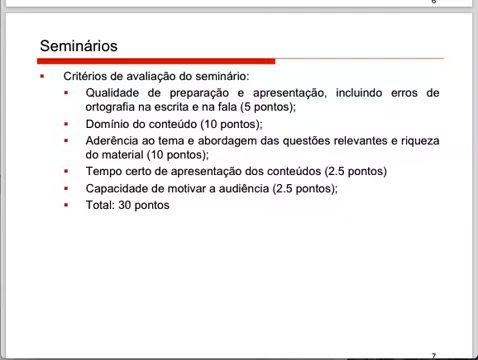 6
Seminários
Critérios de avaliação do seminário:
Qualidade de preparação e apresentação, incluindo erros de
ortografia na escrita e na fala (5 pontos);
Domínio do conteúdo (10 pontos);
Aderência ao tema e abordagem das questões relevantes e riqueza
do material (10 pontos);
Tempo certo de apresentação dos conteúdos (2.5 pontos)
Capacidade de motivar a audiência (2.5 pontos);
Total: 30 pontos
7